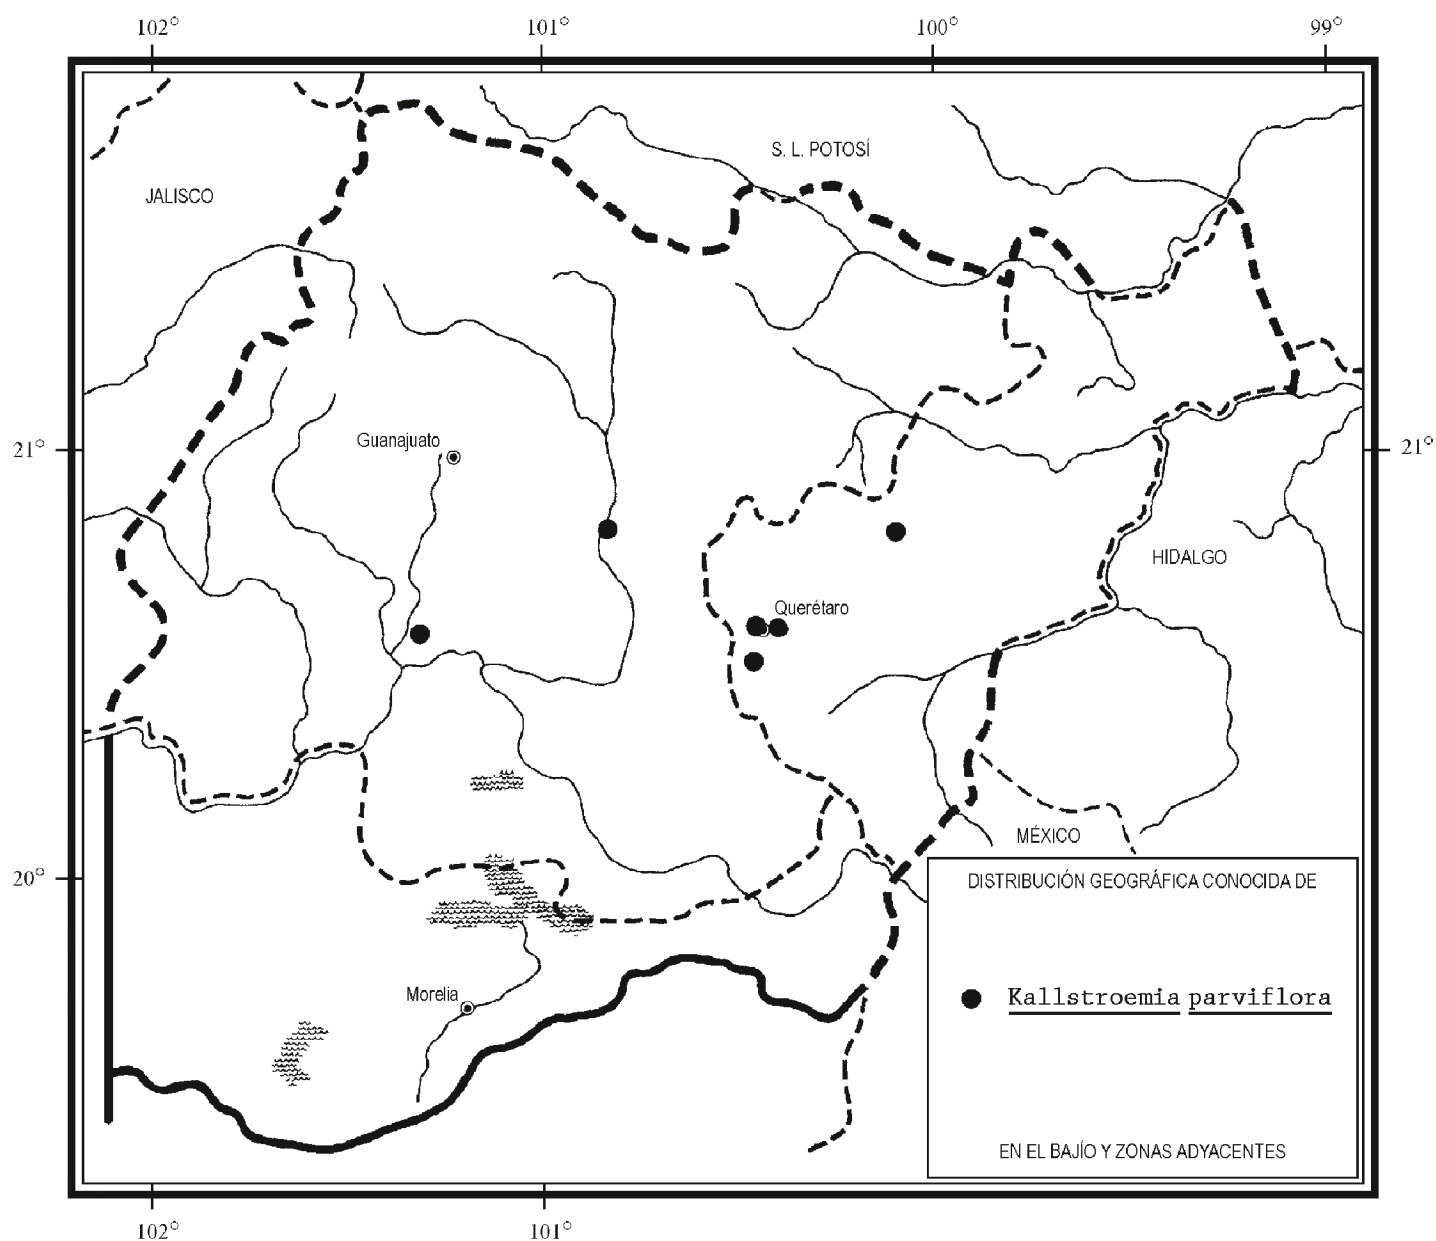 102° 101° 100° 99°
S. L. POTOSÍ
JALISCO
Guanajuato
21° 21°
HIDALGO
Querétaro
MÉXICO
20°
DISTRIBUCIÓN GEOGRÁFICA CONOCIDA DE
Morelia
Kallstroemia parviflora
EN EL BAJÍO Y ZONAS ADYACENTES
102° 101°